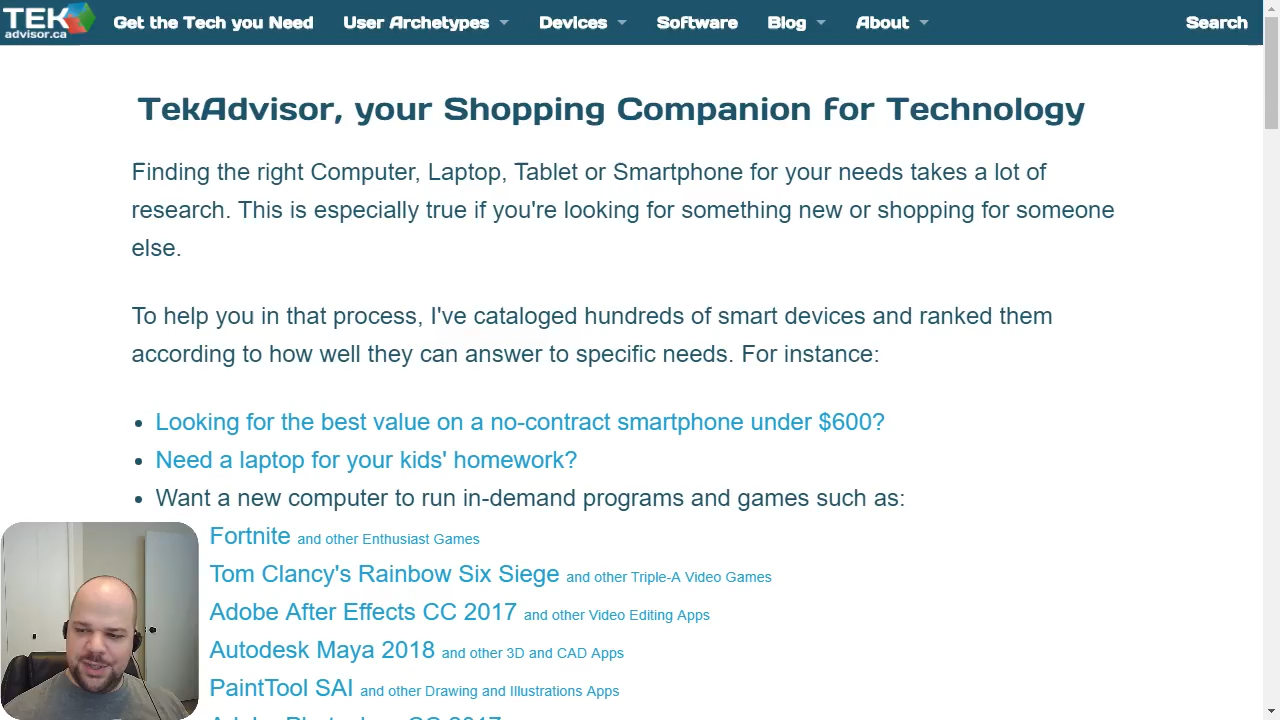 TEK
advisor.ca
Get the Tech you Need
User Archetypes
Devices
Software
Blog
About
Search
TekAdvisor, your Shopping Companion for Technology
Finding the right Computer, Laptop, Tablet or Smartphone for your needs takes a lot of
research. This is especially true if you're looking for something new or shopping for someone
else.
To help you in that process, I've cataloged hundreds of smart devices and ranked them
according to how well they can answer to specific needs. For instance:
Looking for the best value on a no-contract smartphone under $600?
Need a laptop for your kids' homework?
Want a new computer to run in-demand programs and games such as:
Fortnite and other Enthusiast Games
Tom Clancy's Rainbow Six Siege and other Triple-A Video Games
Adobe After Effects CC 2017 and other Video Editing Apps
Autodesk Maya 2018 and other 3D and CAD Apps
PaintTool SAI and other Drawing and Illustrations Apps